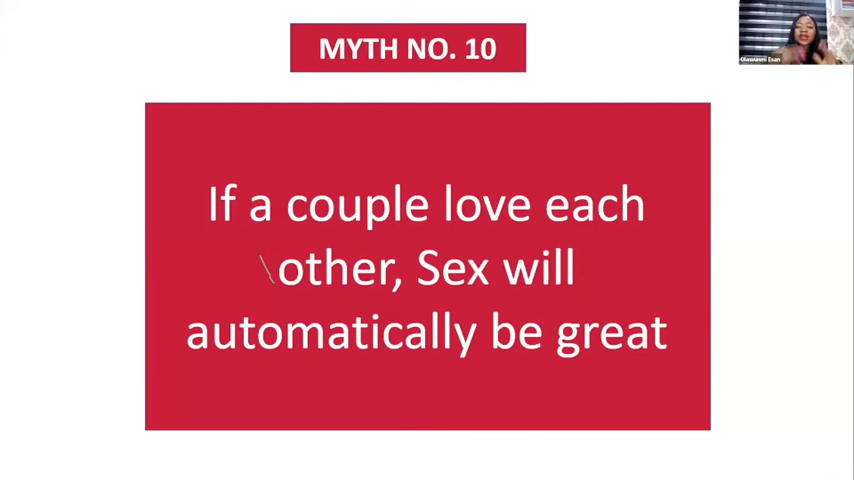 MYTH NO. 10
If a couple love each
other, Sex will
automatically be great